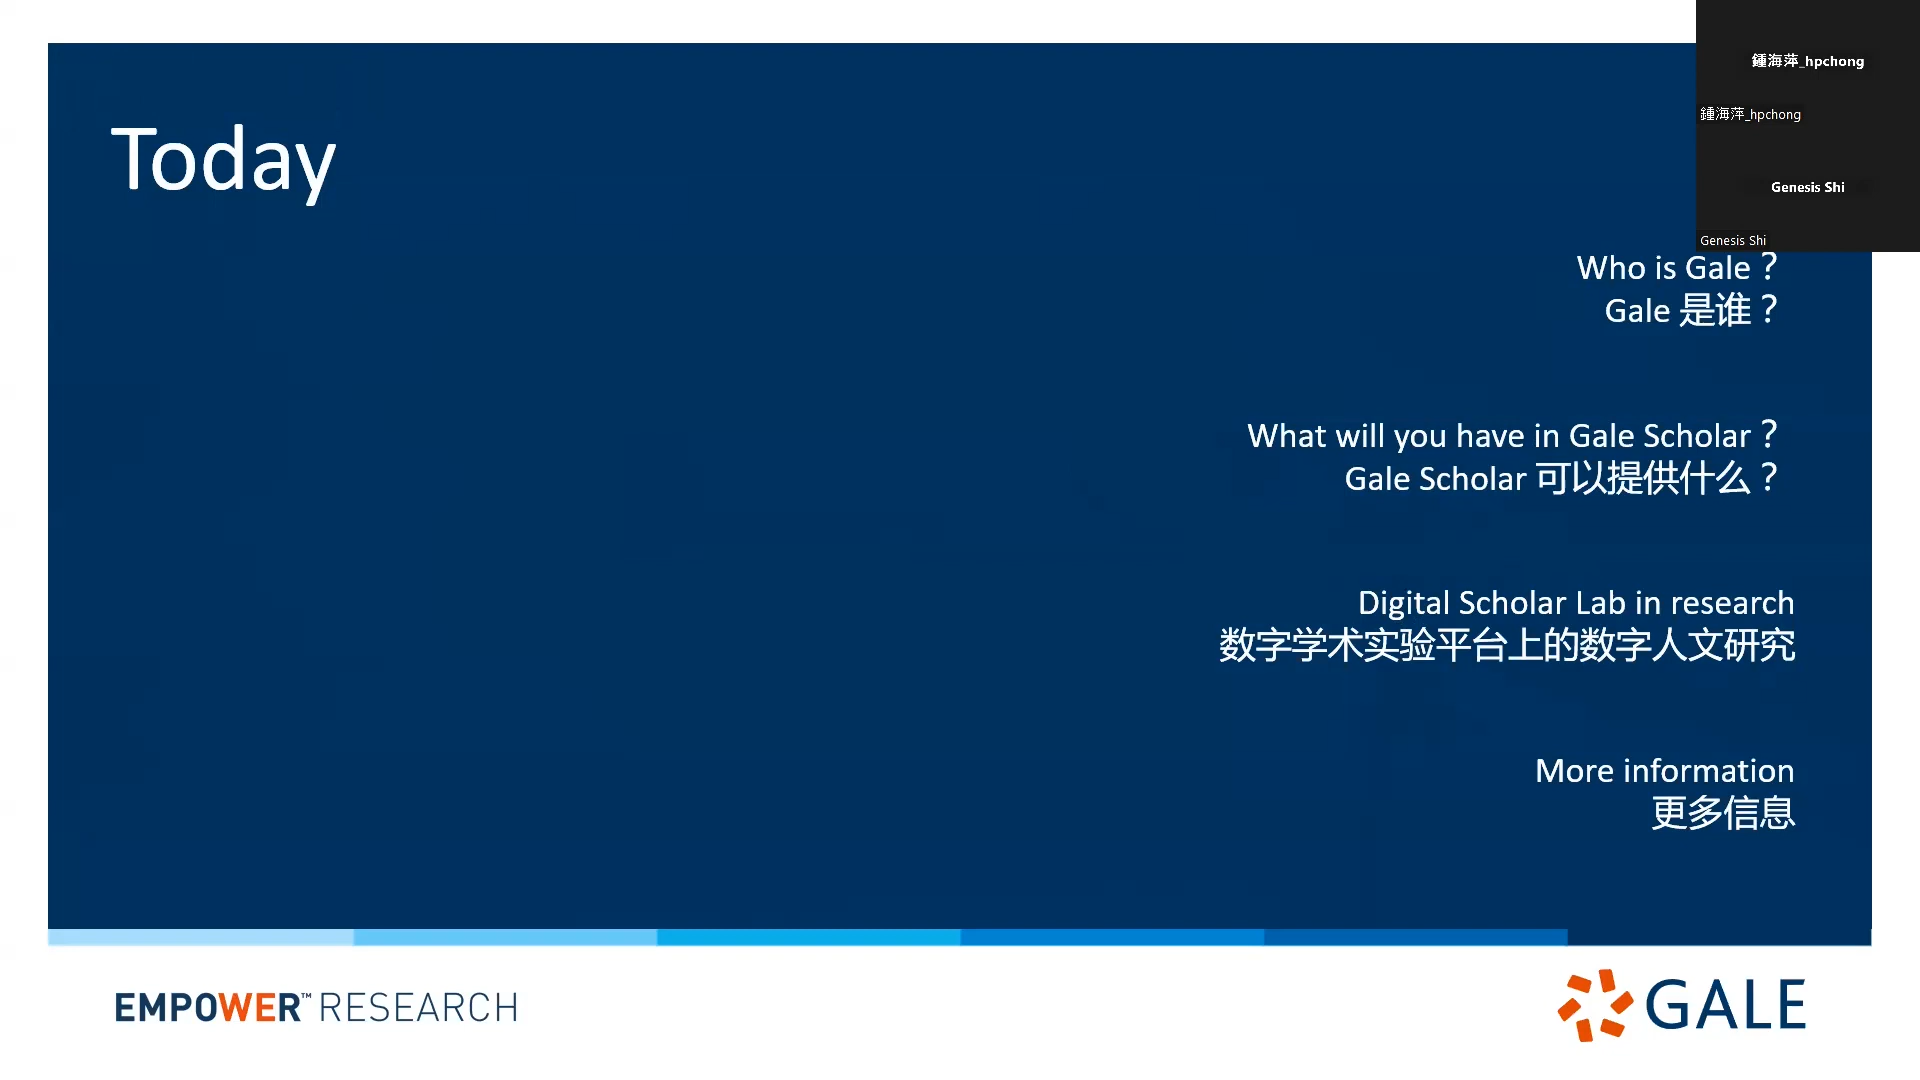 Today
鍾海萍_hpchong
鍾海萍_hpchong
Genesis Shi
Genesis Shi
Who is Gale？
Gale 是谁？
What will you have in Gale Scholar？
Gale Scholar 可以提供什么？
Digital Scholar Lab in research
数字学术实验平台上的数字人文研究
More information
更多信息
EMPOWER™ RESEARCH
GALE